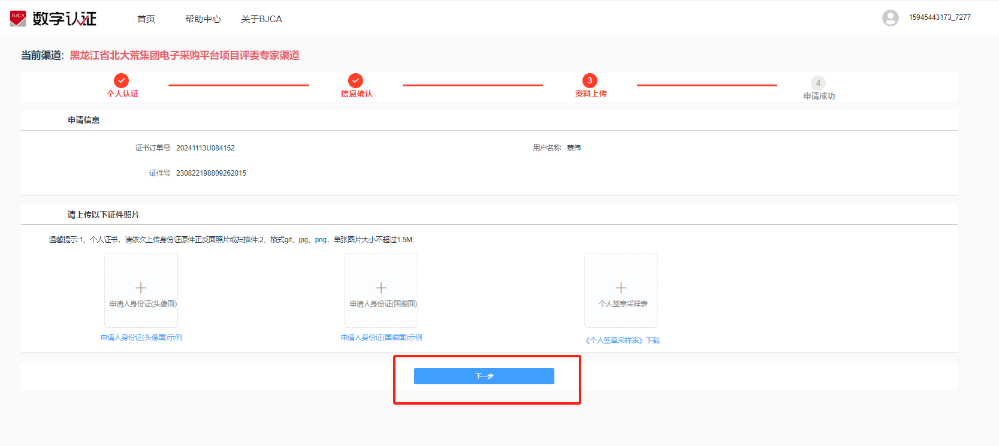 BJCA 数字认证 首页 帮助中心 关于BJCA 15945443173_7277
当前渠道: 黑龙江省北大荒集团电子采购平台项目评委专家渠道
3 4
个人认证 信息确认 资料上传 申请成功
申请信息
证书订单号 20241113U084152 用户名称 蔡伟
证件号 230822198809262015
请上传以下证件照片
温馨提示:1、个人证书，请依次上传身份证原件正反面照片或扫描件;2、格式gif、jpg、png，单张图片大小不超过1.5M;
申请人身份证(头像面) 申请人身份证(国徽面) 个人签章采样表
申请人身份证(头像面)示例 申请人身份证(国徽面)示例 《个人签章采样表》下载
下一步